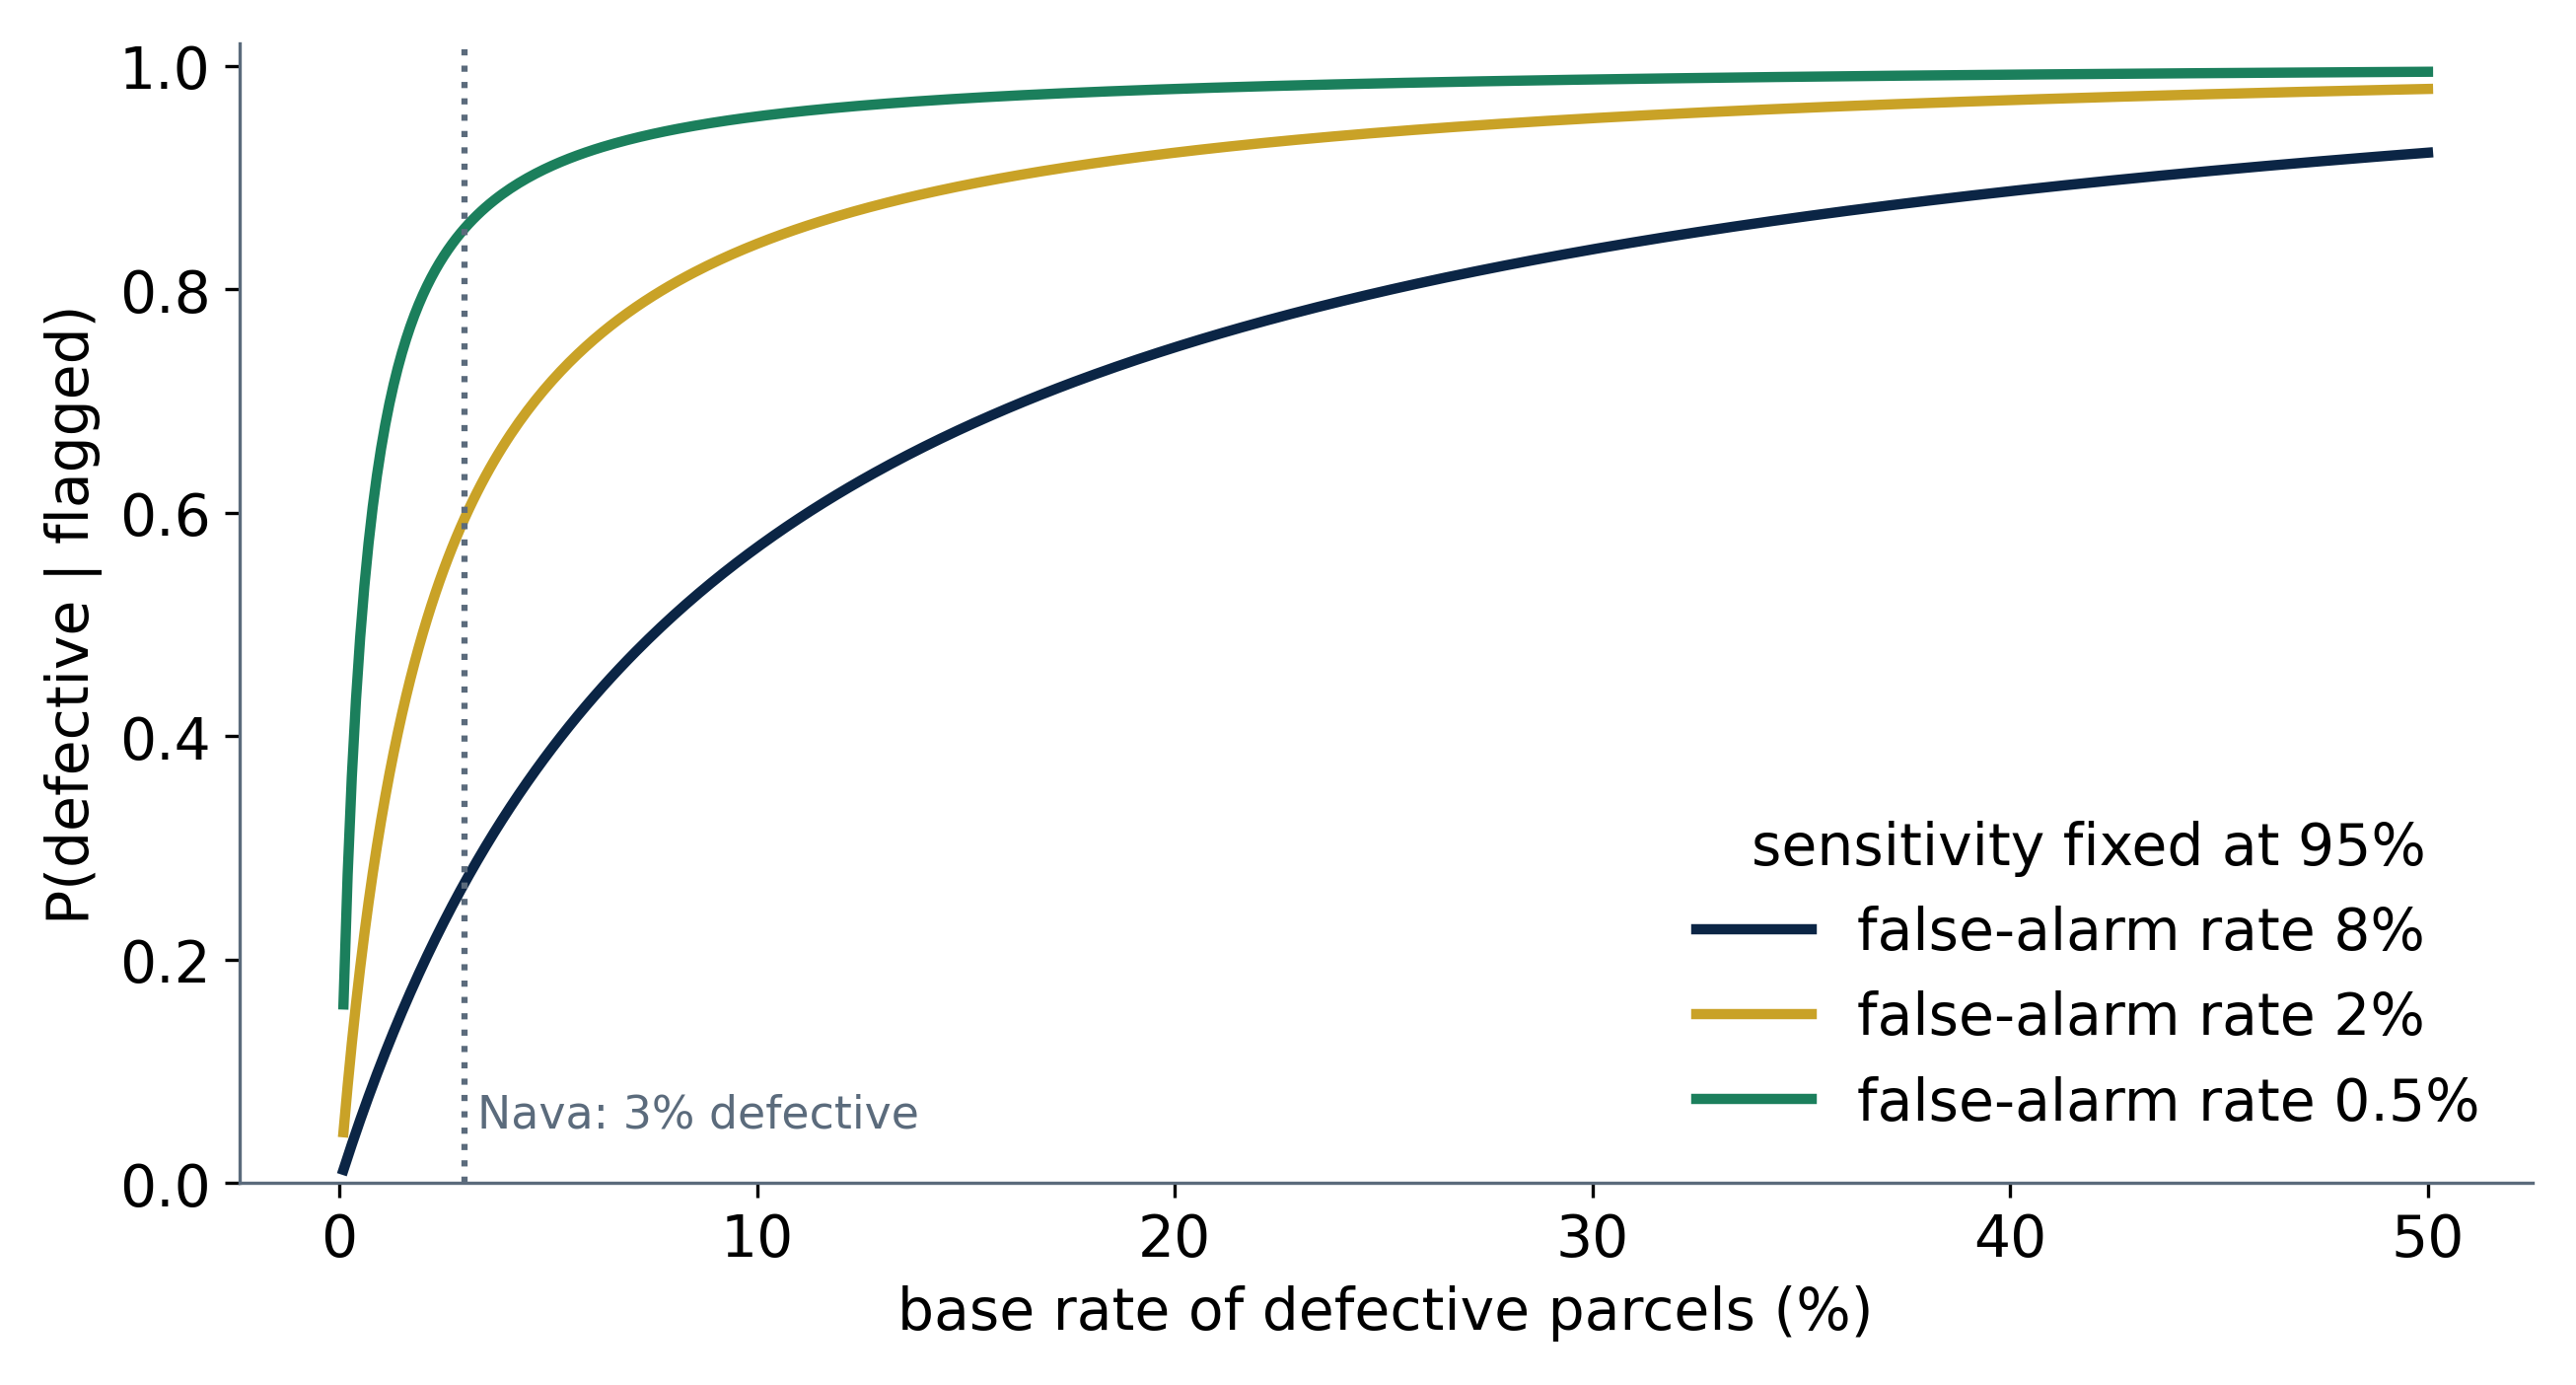 1.0
0.8
0.6
0.4
0.2
0.0
P(defective | flagged)
sensitivity fixed at 95%
false-alarm rate 8%
false-alarm rate 2%
false-alarm rate 0.5%
Nava: 3% defective
0 10 20 30 40 50
base rate of defective parcels (%)